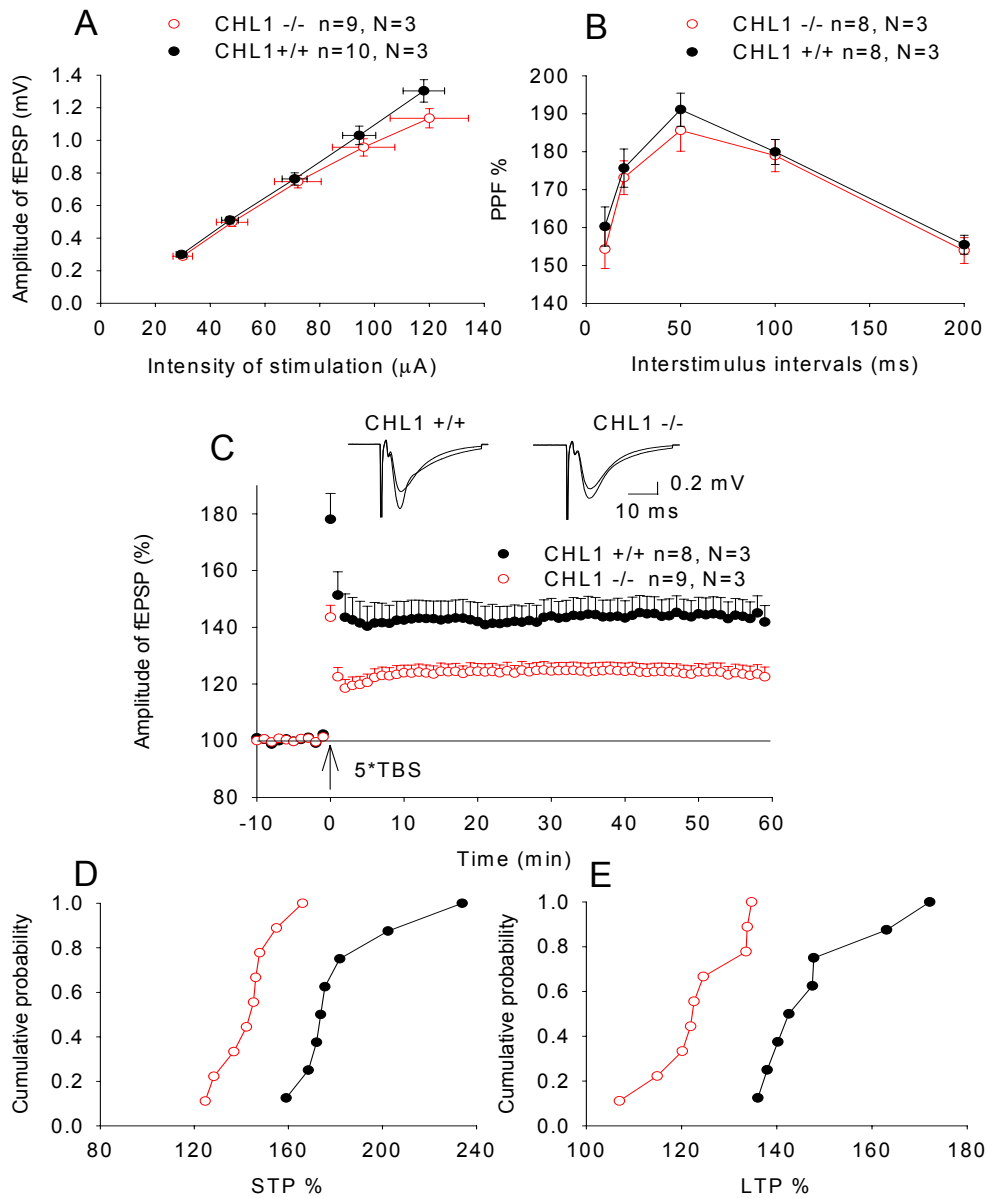 A
CHL1 -/- n=9, N=3
CHL1+/+ n=10, N=3
Amplitude of fEPSP (mV)
1.4
1.2
1.0
0.8
0.6
0.4
0.2
0.0
0 20 40 60 80 100 120 140
Intensity of stimulation (µA)
B
CHL1 -/- n=8, N=3
CHL1 +/+ n=8, N=3
PPF %
200
190
180
170
160
150
140
0 50 100 150 200
Interstimulus intervals (ms)
C
CHL1 +/+
CHL1 -/-
0.2 mV
10 ms
CHL1 +/+ n=8, N=3
CHL1 -/- n=9, N=3
Amplitude of fEPSP (%)
180
160
140
120
100
80
5*TBS
-10 0 10 20 30 40 50 60
Time (min)
D
Cumulative probability
1.0
0.8
0.6
0.4
0.2
0.0
80 120 160 200 240
STP %
E
Cumulative probability
1.0
0.8
0.6
0.4
0.2
0.0
100 120 140 160 180
LTP %